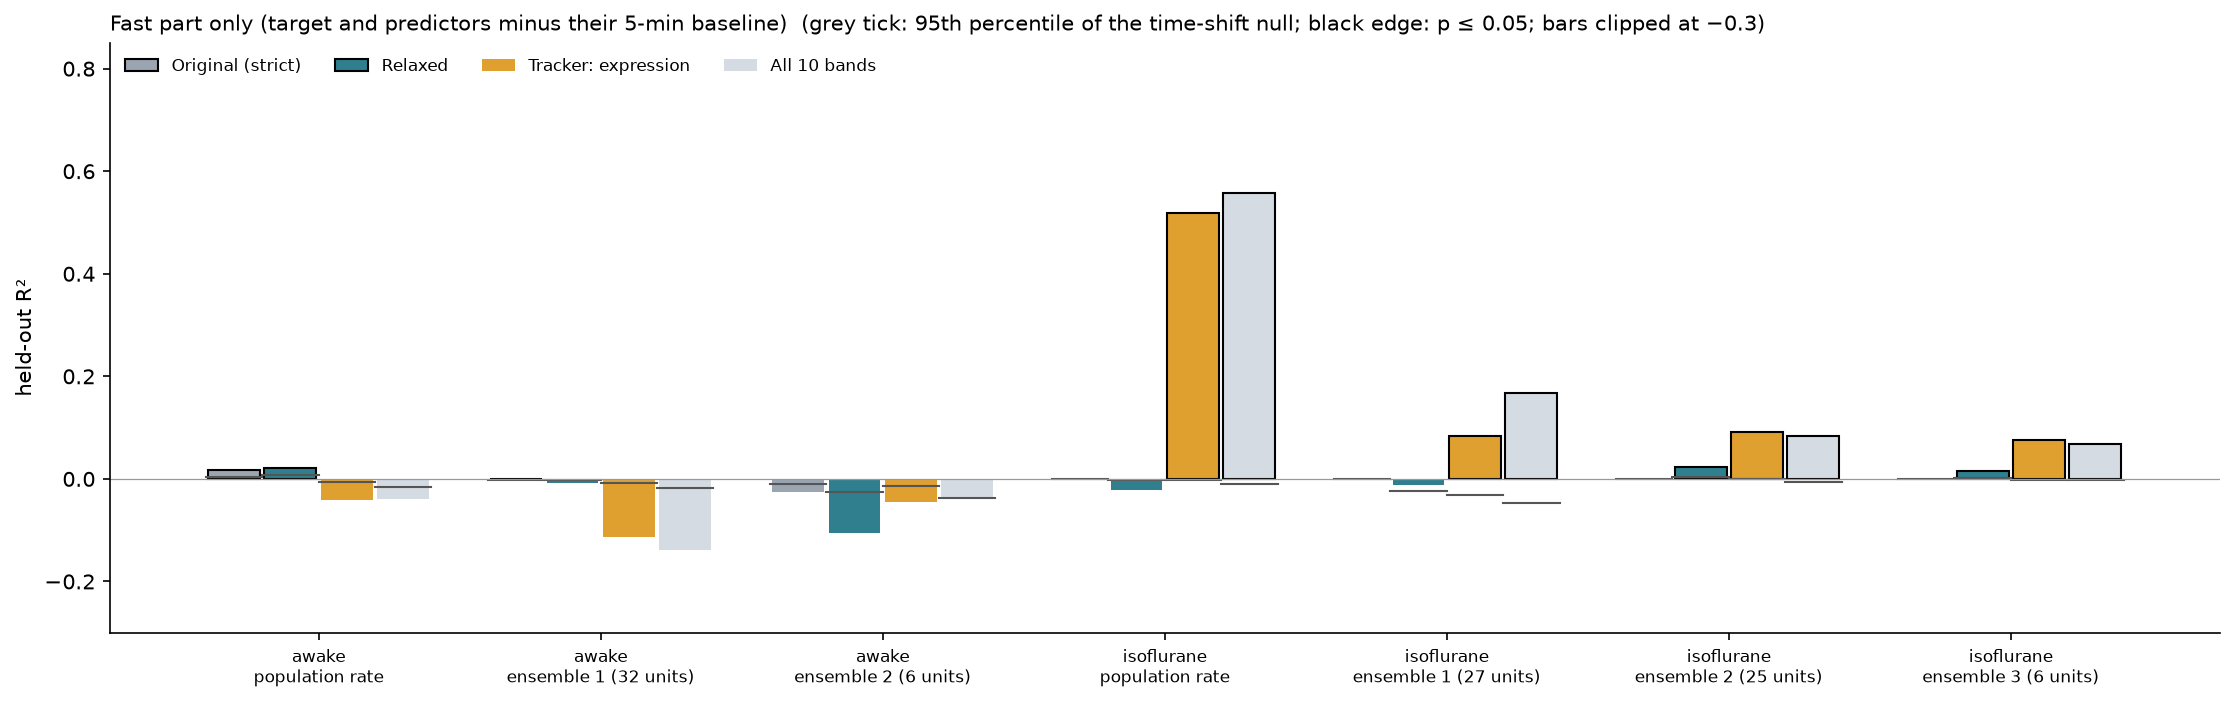 Fast part only (target and predictors minus their 5-min baseline)  (grey tick: 95th percentile of the time-shift null; black edge: p ≤ 0.05; bars clipped at −0.3)
Original (strict)
Relaxed
Tracker: expression
All 10 bands
held-out R²
0.8
0.6
0.4
0.2
0.0
−0.2
awake
population rate
awake
ensemble 1 (32 units)
awake
ensemble 2 (6 units)
isoflurane
population rate
isoflurane
ensemble 1 (27 units)
isoflurane
ensemble 2 (25 units)
isoflurane
ensemble 3 (6 units)